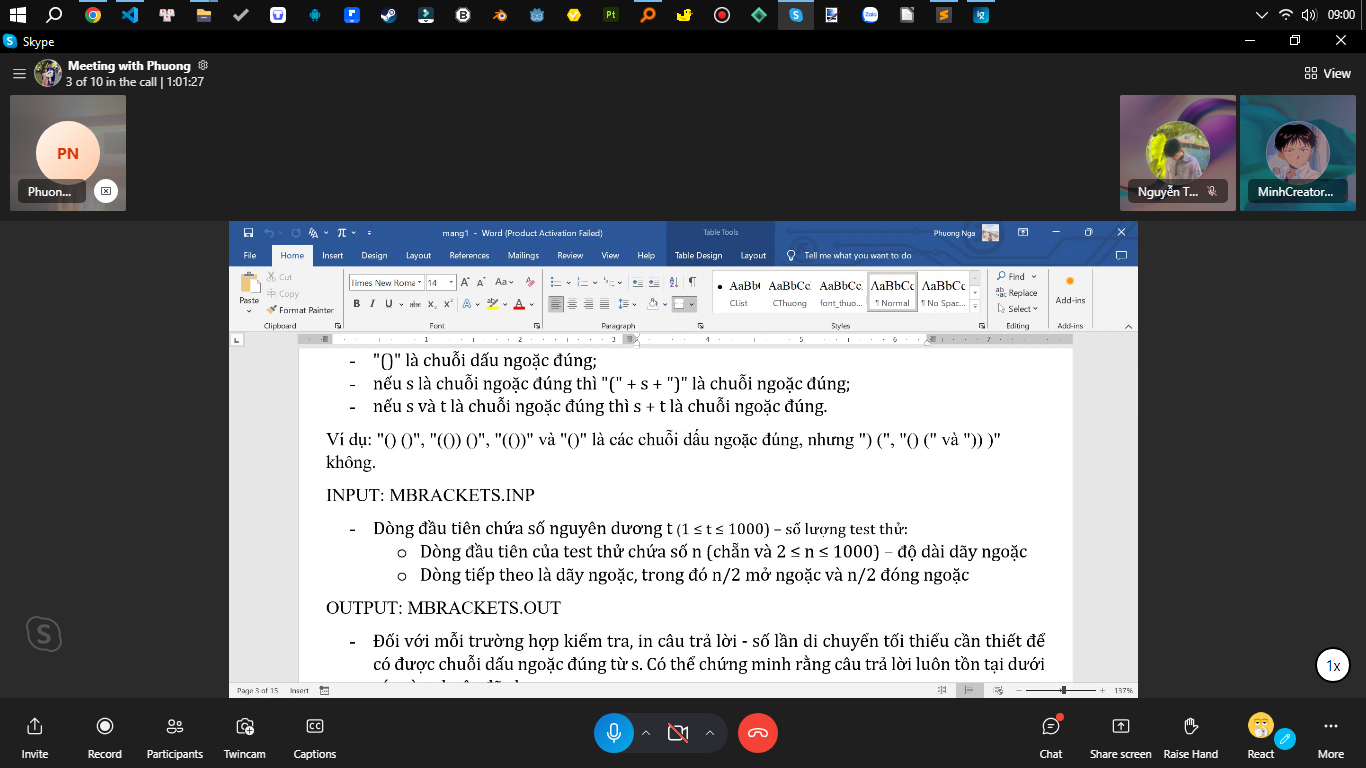 Pt
B
Zalo
09:00
Skype
Meeting with Phuong
3 of 10 in the call | 1:01:27
View
PN
Phuon...
Nguyễn T...
MinhCreator...
mang1 - Word (Product Activation Failed)
Table Tools
Phuong Nga
File Home Insert Design Layout References Mailings Review View Help Table Design Layout Tell me what you want to do
Paste
Cut
Copy
Format Painter
Clipboard
Times New Roma 14
Font
Paragraph
AaBbC AaBbCc. AaBbCc AaBbCc AaBbCc
CList CThuong font_thuo... ¶ Normal ¶ No Spac...
Styles
Find
Replace
Select
Editing
Add-ins
Add-ins
1 2 3 4 5 6 7
- "()" là chuỗi dấu ngoặc đúng;
- nếu s là chuỗi ngoặc đúng thì "(" + s + ")" là chuỗi ngoặc đúng;
- nếu s và t là chuỗi ngoặc đúng thì s + t là chuỗi ngoặc đúng.
Ví dụ: "() ()", "(()) ()", "(())" và "()" là các chuỗi dấu ngoặc đúng, nhưng ") (", "() (" và ")) )"
không.
INPUT: MBRACKETS.INP
- Dòng đầu tiên chứa số nguyên dương t (1 ≤ t ≤ 1000) – số lượng test thử:
o Dòng đầu tiên của test thử chứa số n (chẵn và 2 ≤ n ≤ 1000) – độ dài dãy ngoặc
o Dòng tiếp theo là dãy ngoặc, trong đó n/2 mở ngoặc và n/2 đóng ngoặc
OUTPUT: MBRACKETS.OUT
- Đối với mỗi trường hợp kiểm tra, in câu trả lời - số lần di chuyển tối thiểu cần thiết để
có được chuỗi dấu ngoặc đúng từ s. Có thể chứng minh rằng câu trả lời luôn tồn tại dưới
Page 3 of 15 Insert
137%
1x
Invite
Record
Participants
Twincam
Captions
Chat
Share screen
Raise Hand
React
More